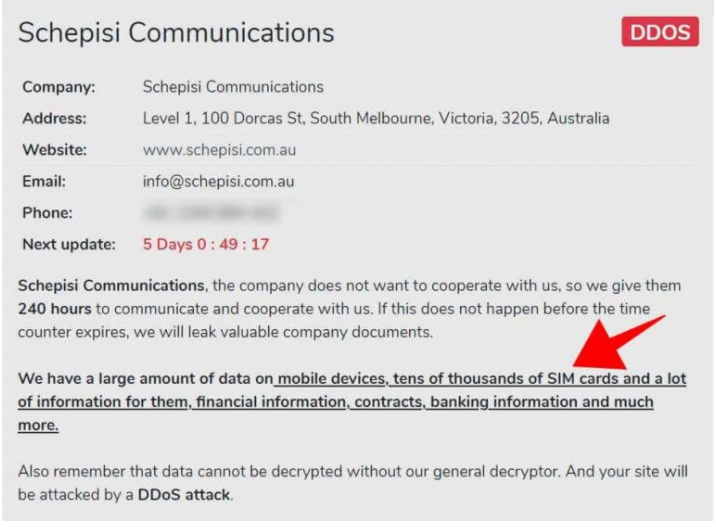 Schepisi Communications
DDOS
Company: Schepisi Communications
Address: Level 1, 100 Dorcas St, South Melbourne, Victoria, 3205, Australia
Website: www.schepisi.com.au
Email: info@schepisi.com.au
Phone:
Next update: 5 Days 0 : 49 : 17
Schepisi Communications, the company does not want to cooperate with us, so we give them
240 hours to communicate and cooperate with us. If this does not happen before the time
counter expires, we will leak valuable company documents.
We have a large amount of data on mobile devices, tens of thousands of SIM cards and a lot
of information for them, financial information, contracts, banking information and much
more.
Also remember that data cannot be decrypted without our general decryptor. And your site will
be attacked by a DDoS attack.